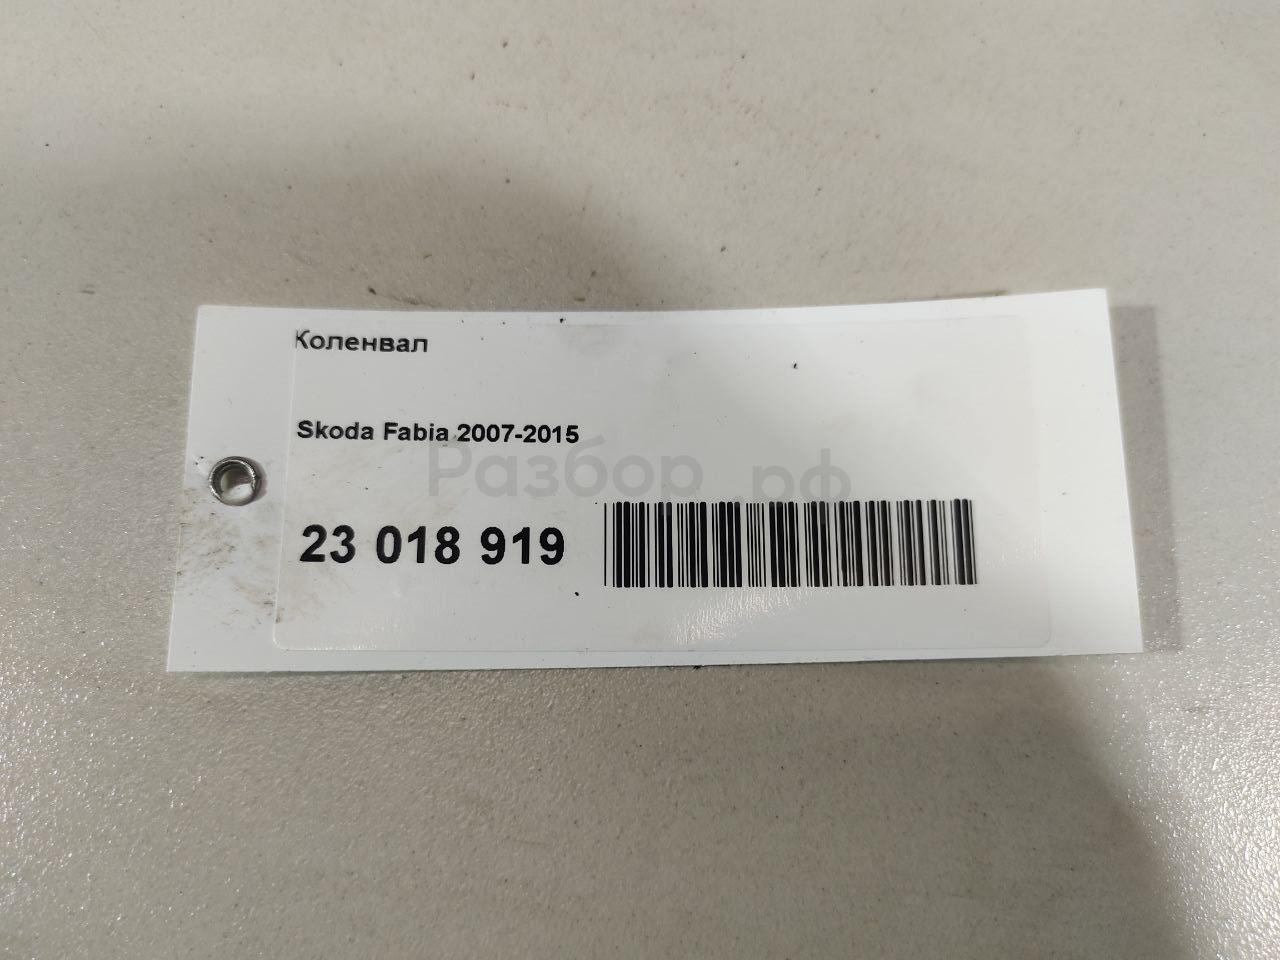 Коленвал
Skoda Fabia 2007-2015
Разбор.рф
23 018 919